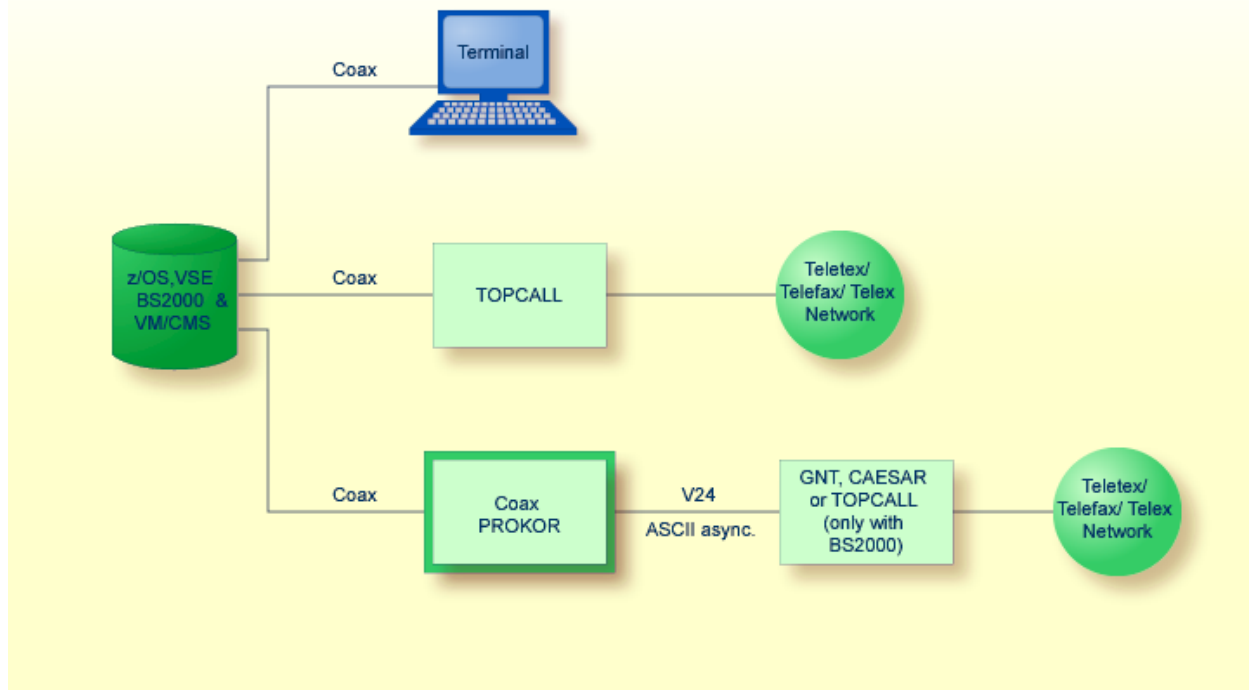 Terminal
Coax
z/OS,VSE
BS2000 &
VM/CMS
Coax
TOPCALL
Teletex/
Telefax/ Telex
Network
Coax
Coax
PROKOR
V24
ASCII async.
GNT, CAESAR
or TOPCALL
(only with
BS2000)
Teletex/
Telefax/ Telex
Network